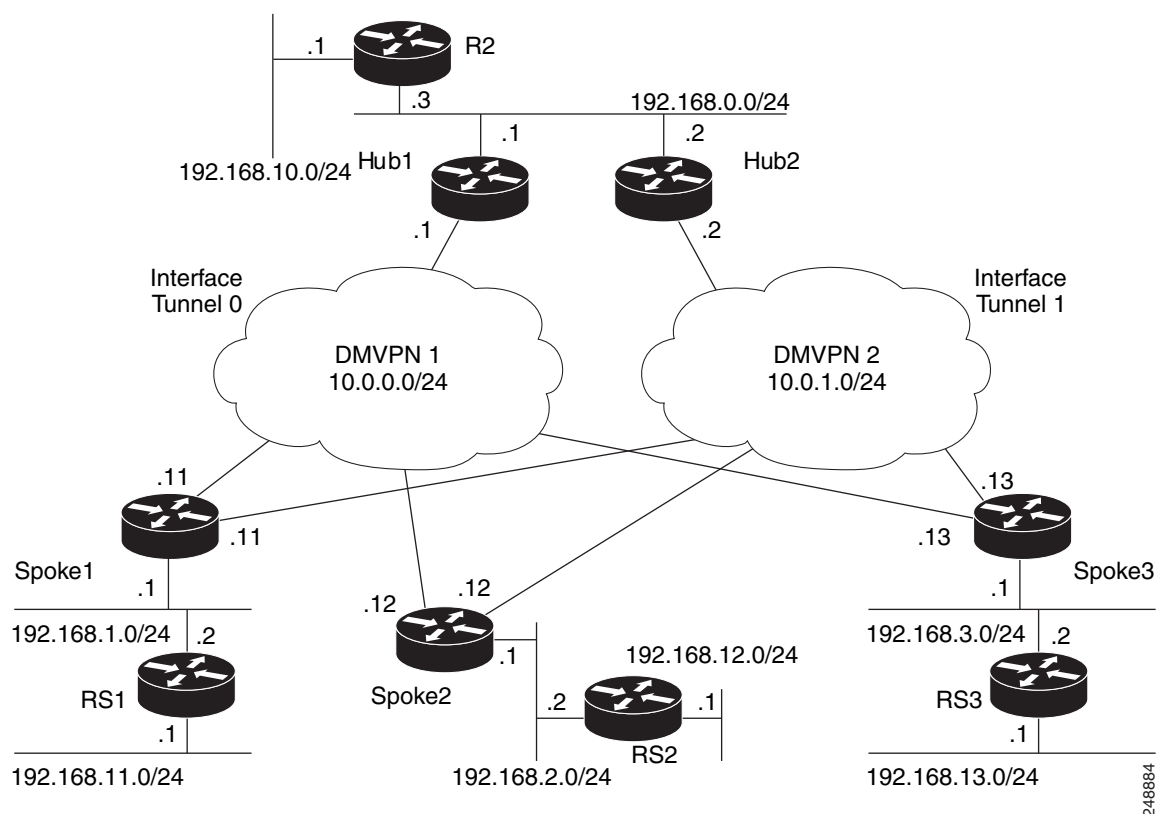 .1
R2
.3
192.168.0.0/24
.1
.2
192.168.10.0/24
Hub1
Hub2
.1
.2
Interface
Tunnel 0
Interface
Tunnel 1
DMVPN 1
10.0.0.0/24
DMVPN 2
10.0.1.0/24
.11
.11
.13
.13
Spoke1
.1
.12
.12
Spoke3
.1
192.168.1.0/24
.2
.1
Spoke2
192.168.12.0/24
192.168.3.0/24
.2
RS1
.2
.1
RS3
.1
RS2
.1
192.168.11.0/24
192.168.2.0/24
192.168.13.0/24
248884